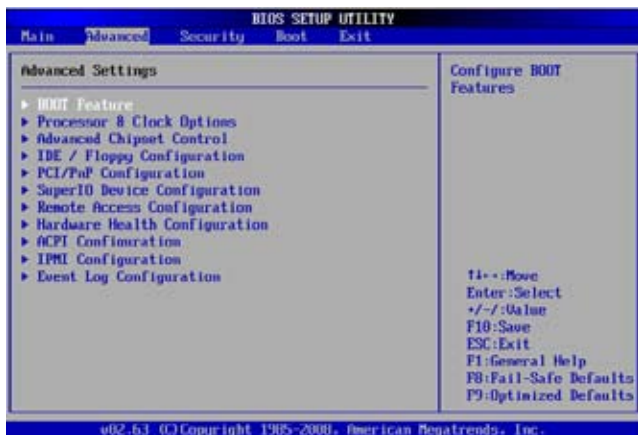 BIOS SETUP UTILITY
Main Advanced Security Boot Exit
Advanced Settings
▶ BOOT Feature
▶ Processor & Clock Options
▶ Advanced Chipset Control
▶ IDE / Floppy Configuration
▶ PCI/PnP Configuration
▶ SuperIO Device Configuration
▶ Remote Access Configuration
▶ Hardware Health Configuration
▶ ACPI Configuration
▶ IPMI Configuration
▶ Event Log Configuration
Configure BOOT
Features
↑↓←→:Move
Enter:Select
+/-/:Value
F10:Save
ESC:Exit
F1:General Help
F8:Fail-Safe Defaults
F9:Optimized Defaults
v02.63 (C)Copyright 1985-2008, American Megatrends, Inc.